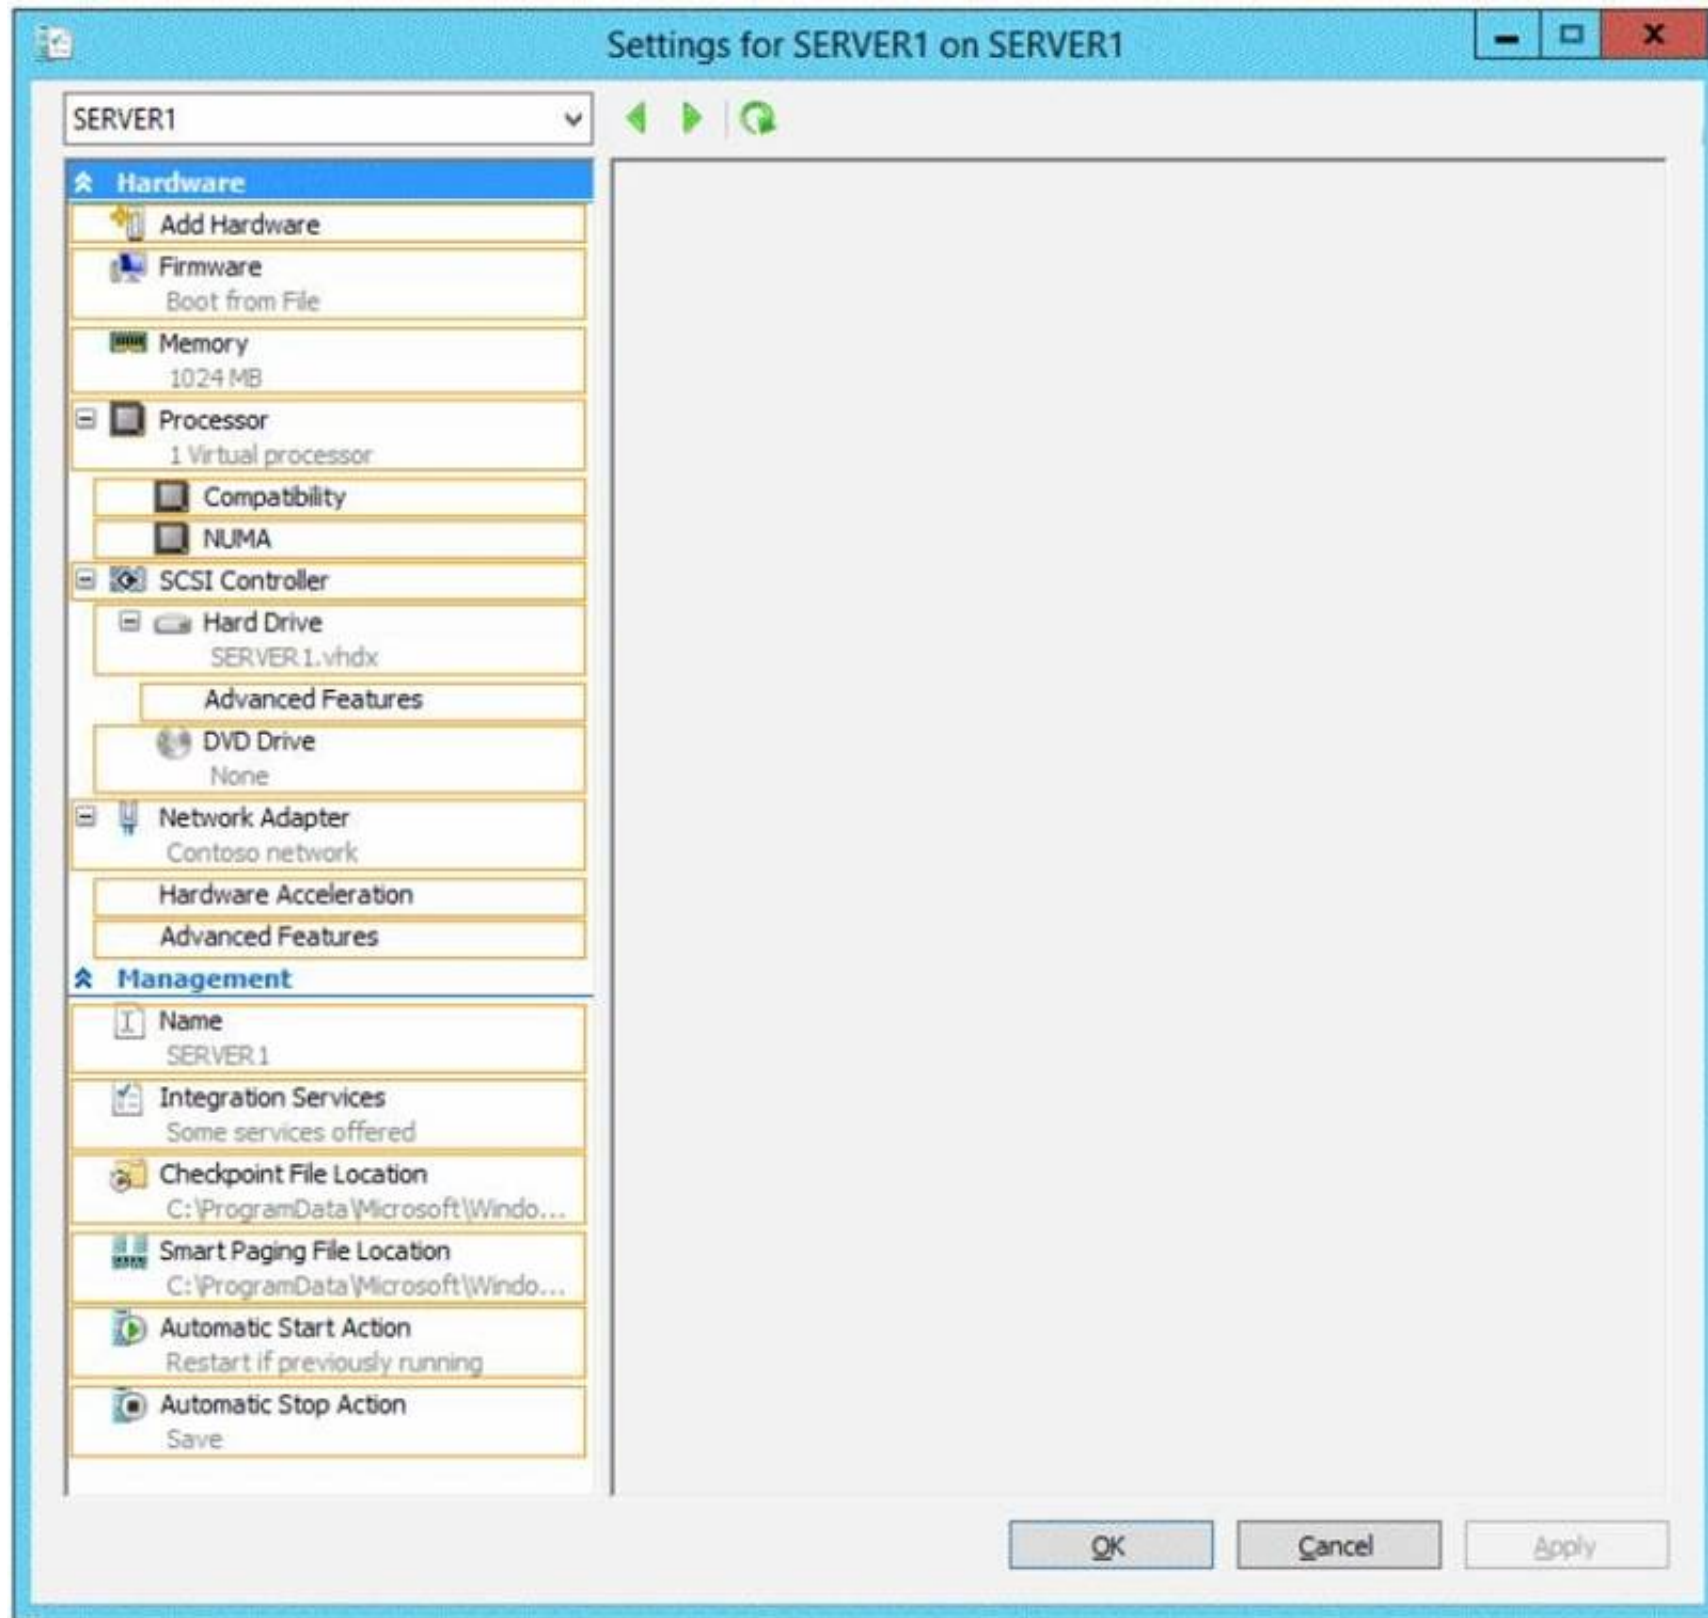 Settings for SERVER1 on SERVER1
SERVER1
Hardware
Add Hardware
Firmware
Boot from File
Memory
1024 MB
Processor
1 Virtual processor
Compatibility
NUMA
SCSI Controller
Hard Drive
SERVER1.vhdx
Advanced Features
DVD Drive
None
Network Adapter
Contoso network
Hardware Acceleration
Advanced Features
Management
Name
SERVER1
Integration Services
Some services offered
Checkpoint File Location
C:\ProgramData\Microsoft\Windo...
Smart Paging File Location
C:\ProgramData\Microsoft\Windo...
Automatic Start Action
Restart if previously running
Automatic Stop Action
Save
OK Cancel Apply